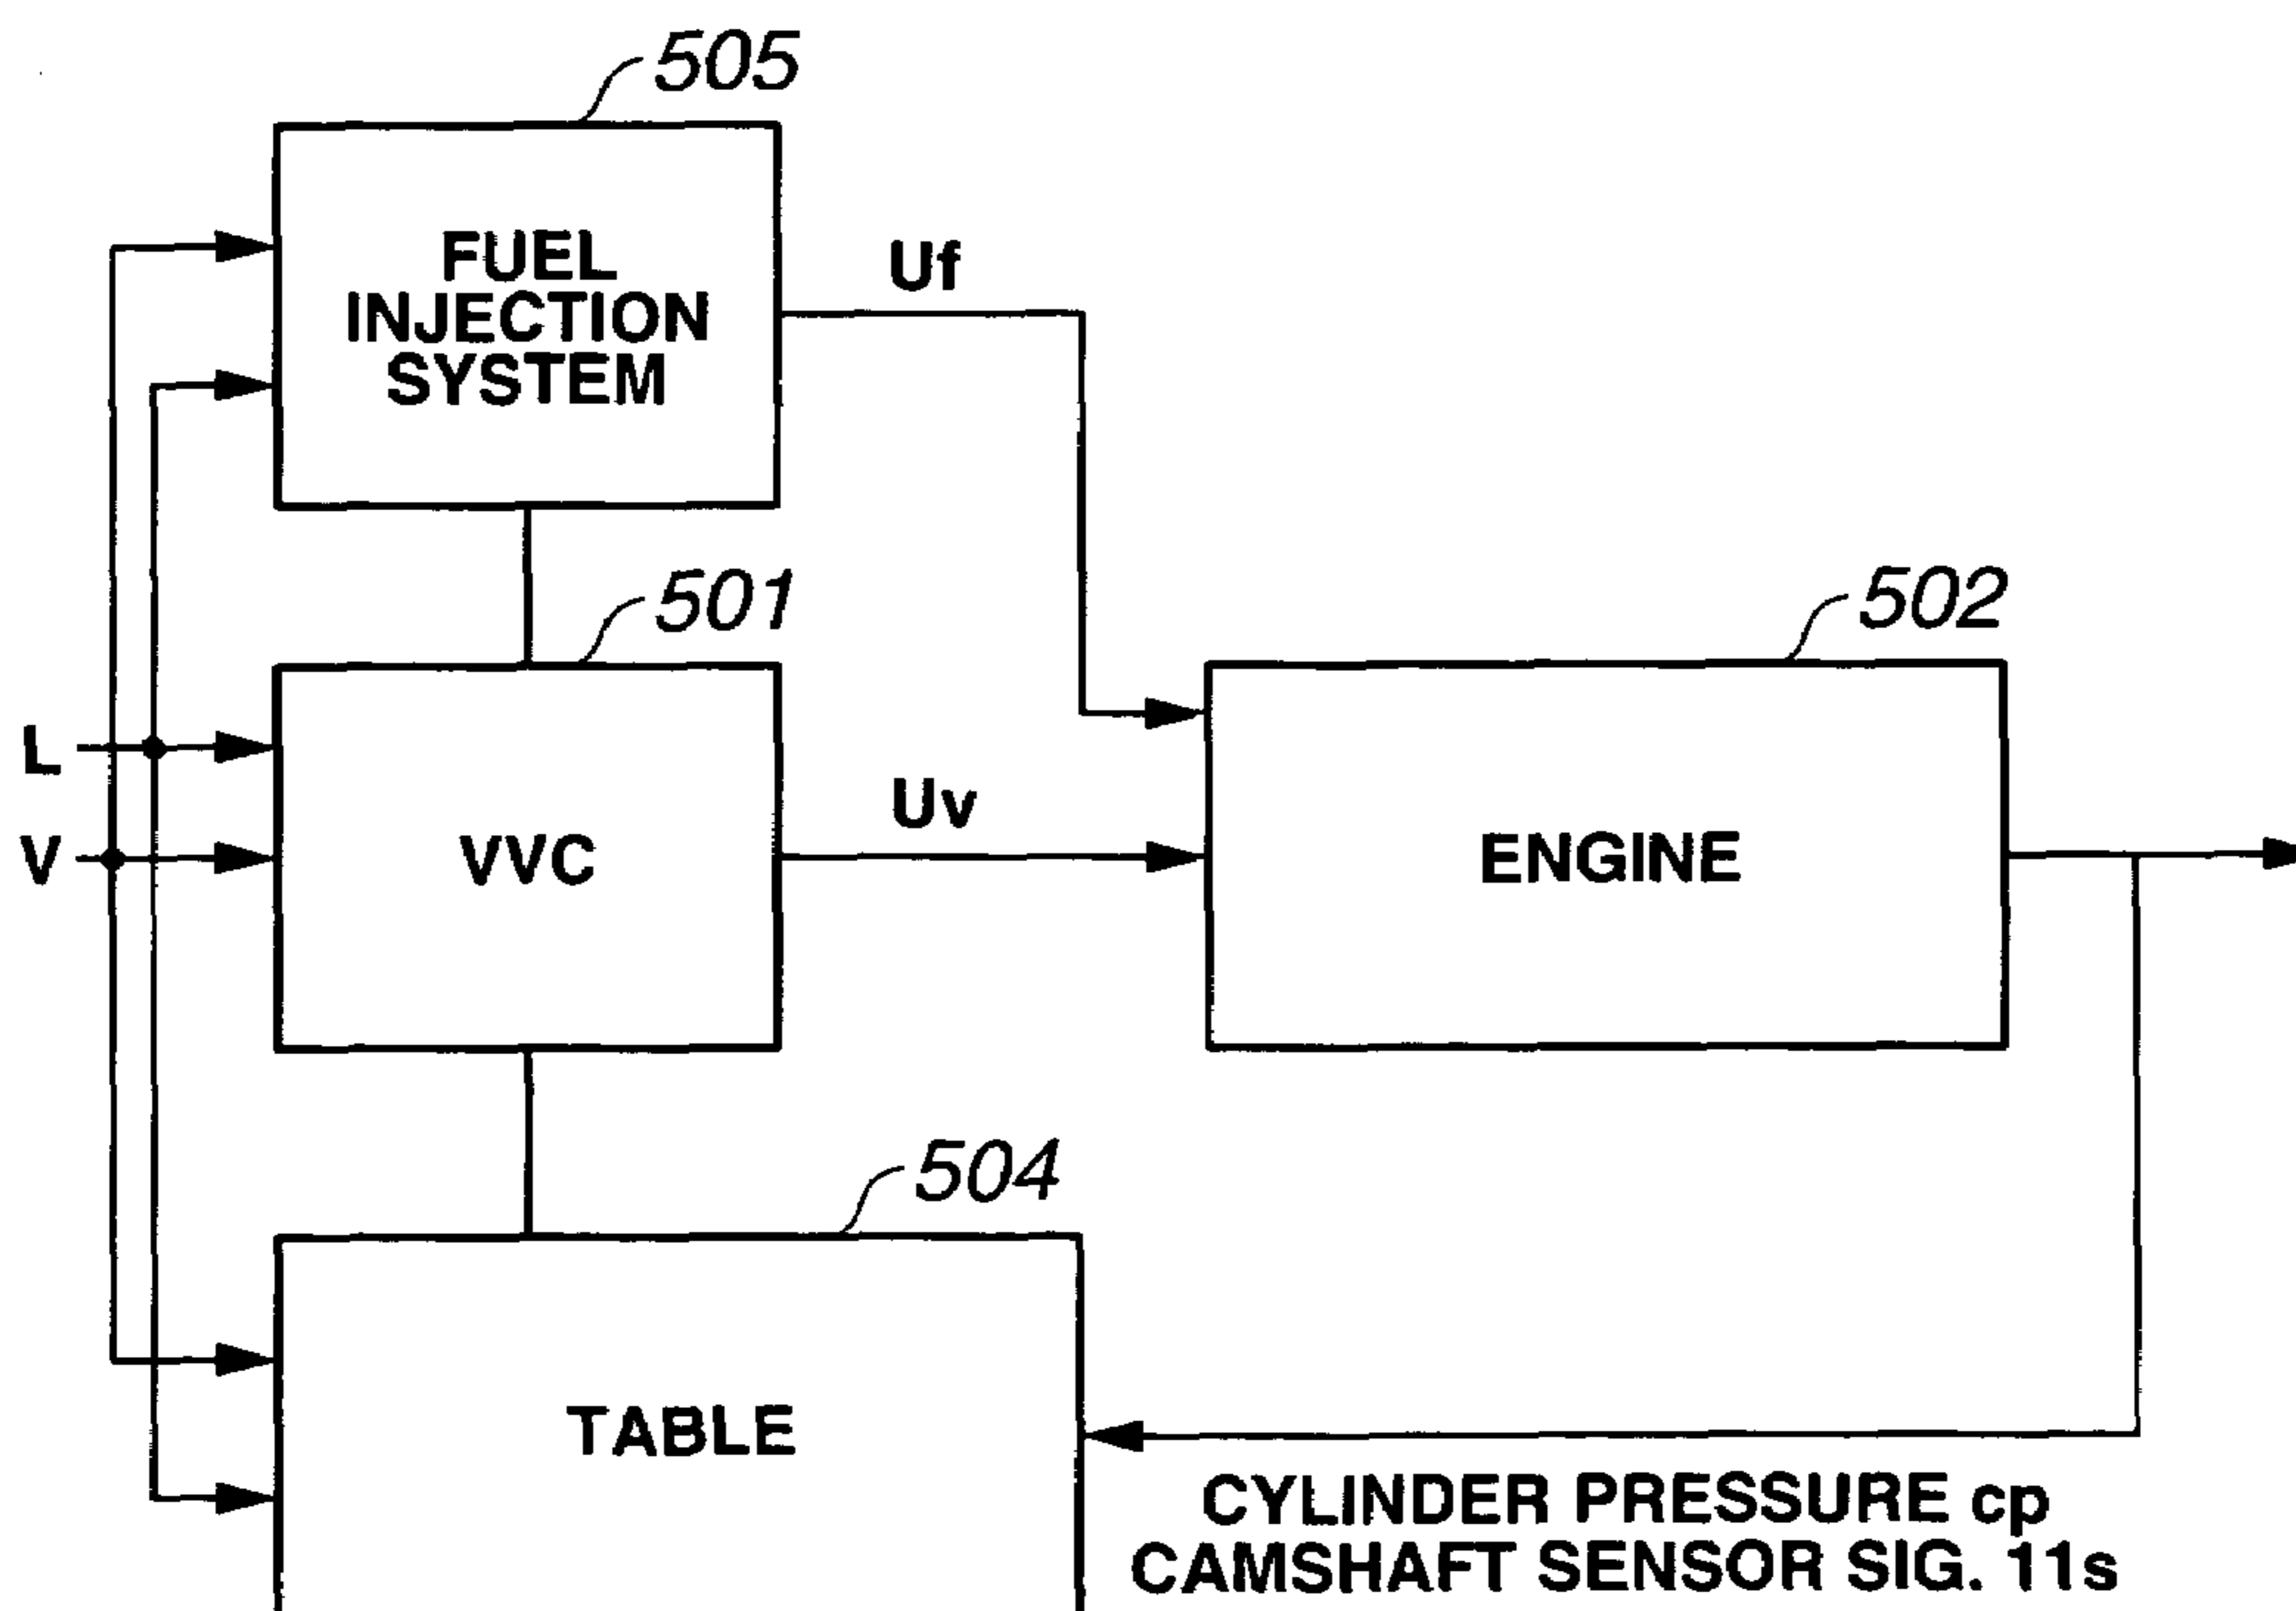 505
FUEL
INJECTION
SYSTEM
Uf
501
502
L
V
VVC
Uv
ENGINE
504
TABLE
CYLINDER PRESSURE cp
CAMSHAFT SENSOR SIG. 11s